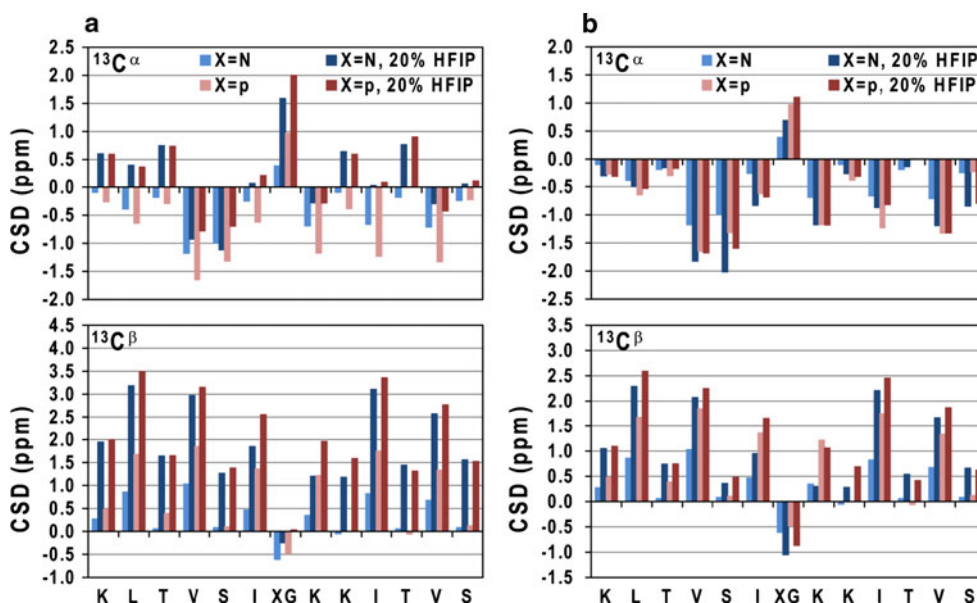 a
¹³Cα
X=N
X=N, 20% HFIP
X=p
X=p, 20% HFIP
CSD (ppm)
2.5
2.0
1.5
1.0
0.5
0.0
-0.5
-1.0
-1.5
-2.0
¹³Cβ
CSD (ppm)
4.5
4.0
3.5
3.0
2.5
2.0
1.5
1.0
0.5
0.0
-0.5
-1.0
K L T V S I XG K K I T V S
b
¹³Cα
X=N
X=N, 20% HFIP
X=p
X=p, 20% HFIP
CSD (ppm)
2.0
1.5
1.0
0.5
0.0
-0.5
-1.0
-1.5
-2.0
-2.5
¹³Cβ
CSD (ppm)
3.5
3.0
2.5
2.0
1.5
1.0
0.5
0.0
-0.5
-1.0
-1.5
K L T V S I XG K K I T V S